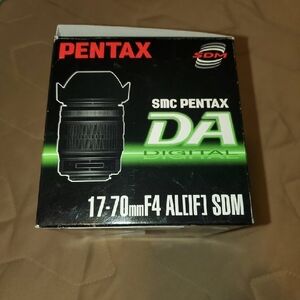 PENTAX
SDM
smc PENTAX
DA
DIGITAL
17-70mmF4 AL[IF] SDM